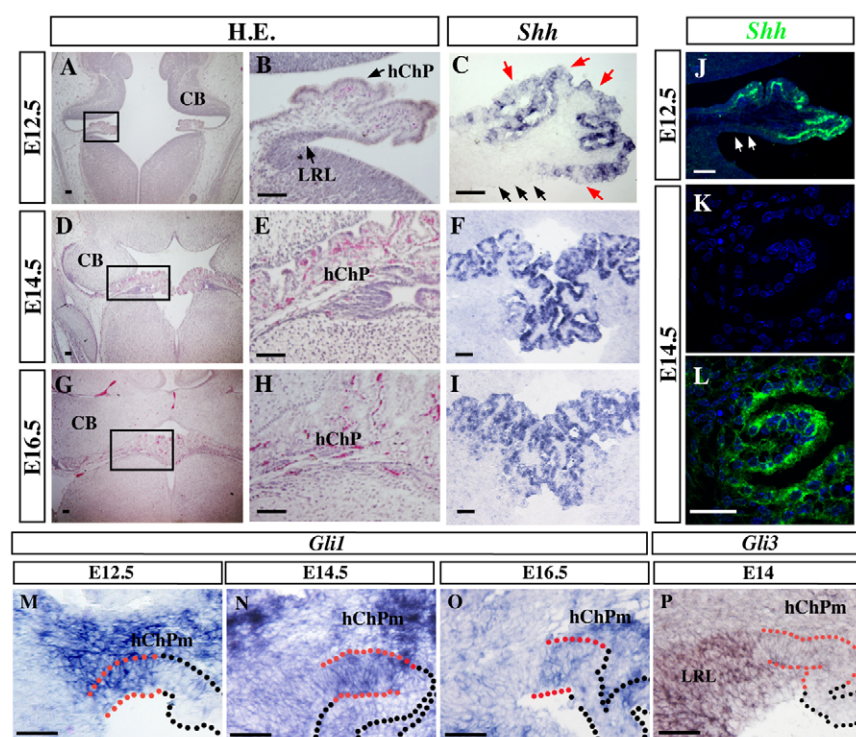 H.E.
Shh
Shh
E12.5
A
CB
B
hChP
LRL
C
E12.5
J
E14.5
D
CB
E
hChP
F
E14.5
K
E16.5
G
CB
H
hChP
I
L
Gli1
Gli3
E12.5
E14.5
E16.5
E14
M
hChPm
N
hChPm
O
hChPm
P
hChPm
LRL